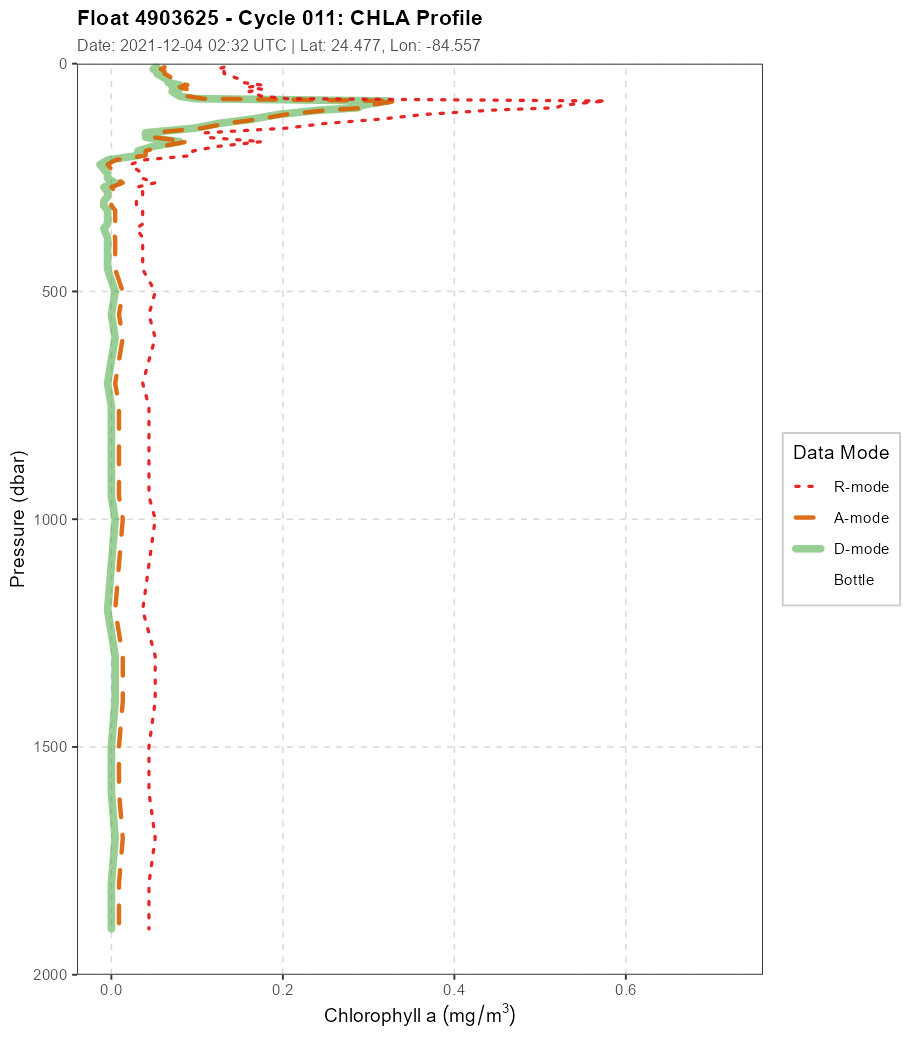 Float 4903625 - Cycle 011: CHLA Profile
Date: 2021-12-04 02:32 UTC | Lat: 24.477, Lon: -84.557
0
500
1000
1500
2000
Pressure (dbar)
0.0 0.2 0.4 0.6
Chlorophyll a (mg/m³)
Data Mode
R-mode
A-mode
D-mode
Bottle